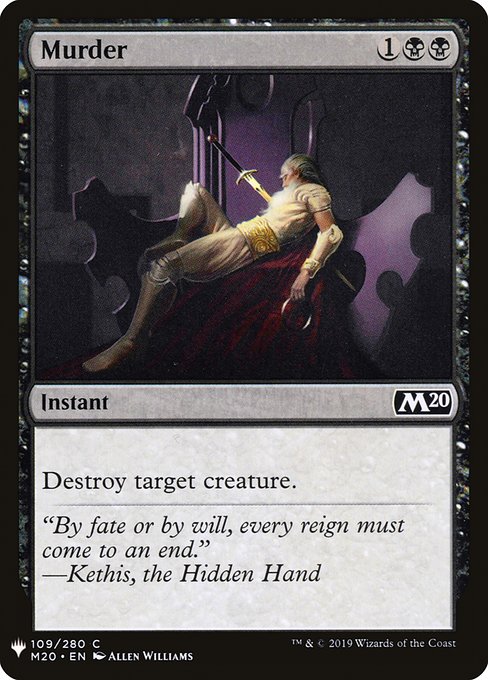 Murder 1
Instant M20
Destroy target creature.
“By fate or by will, every reign must
come to an end.”
—Kethis, the Hidden Hand
109/280 C
M20 • EN Allen Williams
™ & © 2019 Wizards of the Coast